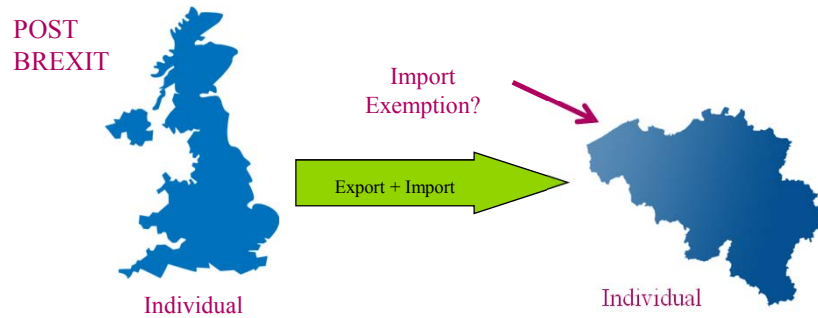 POST
BREXIT
Import
Exemption?
Export + Import
Individual
Individual